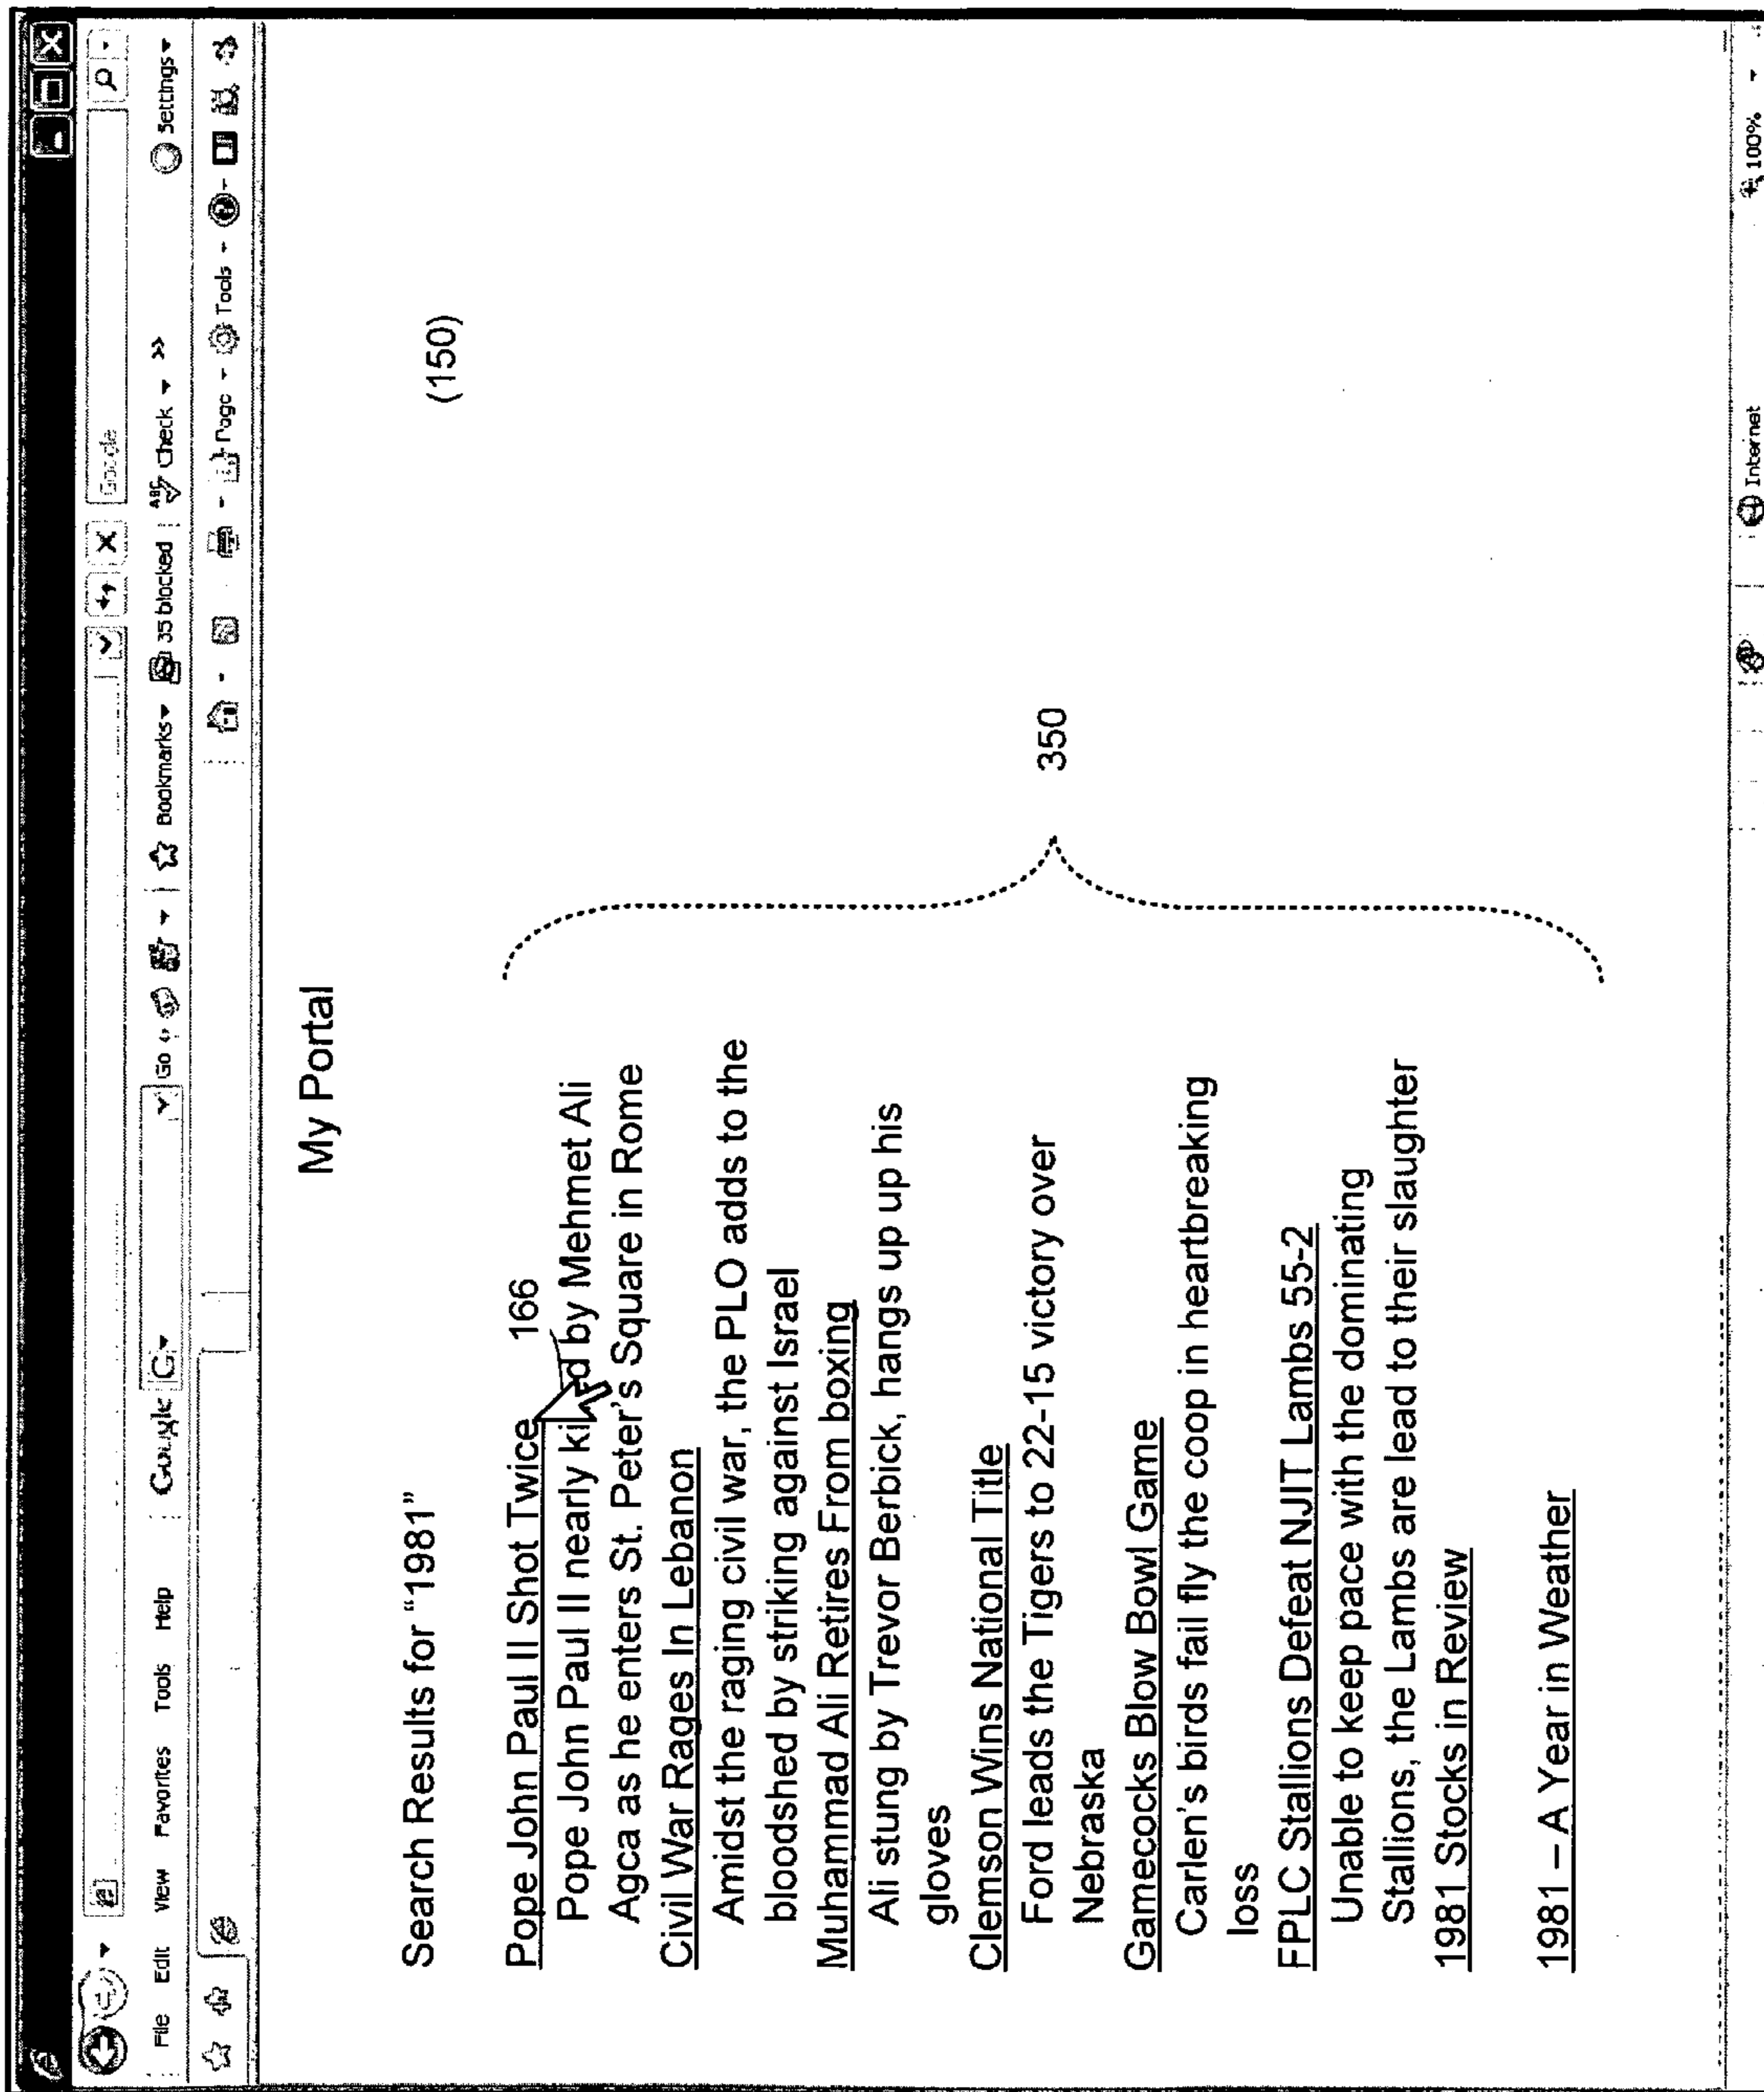 Google
File Edit View Favorites Tools Help
Google G Go Bookmarks 35 blocked ABC Check >> Settings
Page Tools
My Portal
Search Results for “1981”
(150)
Pope John Paul II Shot Twice 166
Pope John Paul II nearly ki ed by Mehmet Ali
Agca as he enters St. Peter’s Square in Rome
Civil War Rages In Lebanon
Amidst the raging civil war, the PLO adds to the
bloodshed by striking against Israel
Muhammad Ali Retires From boxing
Ali stung by Trevor Berbick, hangs up up his
gloves
Clemson Wins National Title
Ford leads the Tigers to 22-15 victory over
Nebraska
350
Gamecocks Blow Bowl Game
Carlen’s birds fail fly the coop in heartbreaking
loss
FPLC Stallions Defeat NJIT Lambs 55-2
Unable to keep pace with the dominating
Stallions, the Lambs are lead to their slaughter
1981 Stocks in Review
1981 – A Year in Weather
Internet 100%